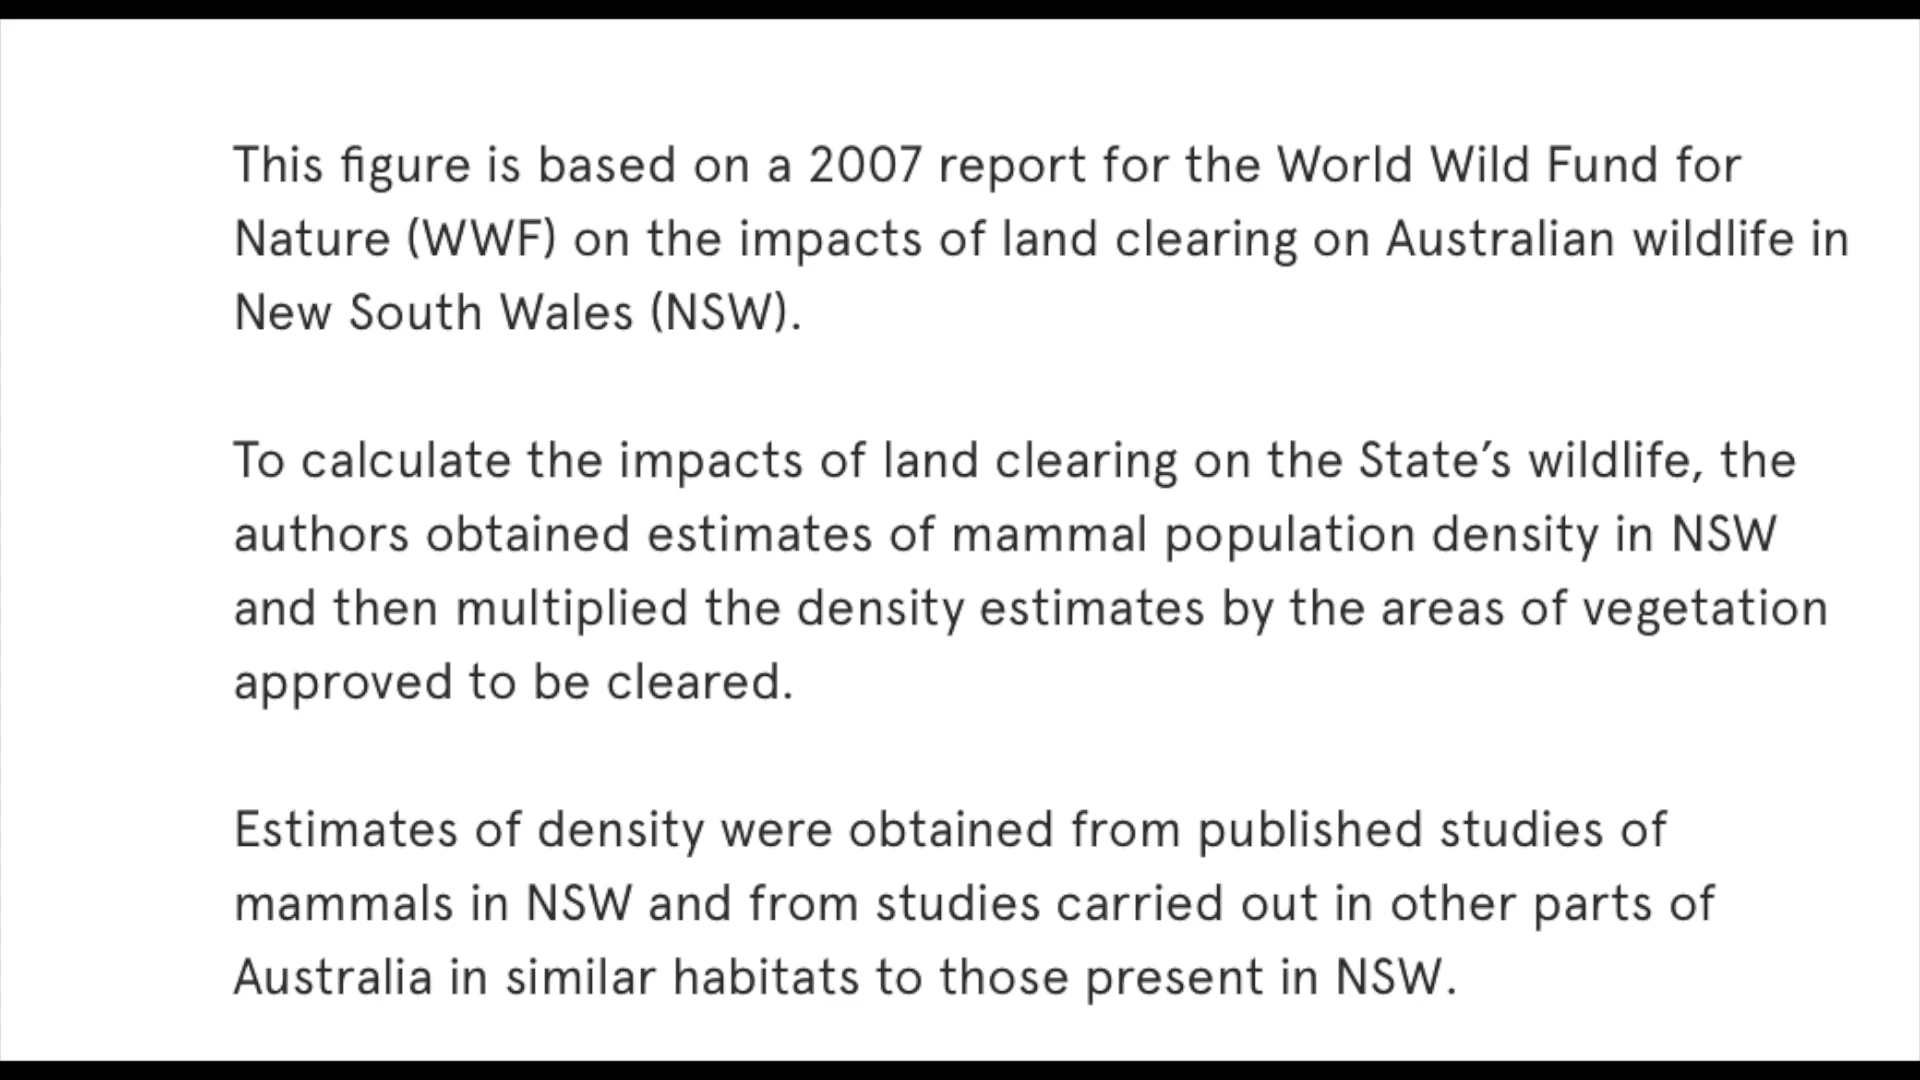 This figure is based on a 2007 report for the World Wild Fund for
Nature (WWF) on the impacts of land clearing on Australian wildlife in
New South Wales (NSW).
To calculate the impacts of land clearing on the State’s wildlife, the
authors obtained estimates of mammal population density in NSW
and then multiplied the density estimates by the areas of vegetation
approved to be cleared.
Estimates of density were obtained from published studies of
mammals in NSW and from studies carried out in other parts of
Australia in similar habitats to those present in NSW.